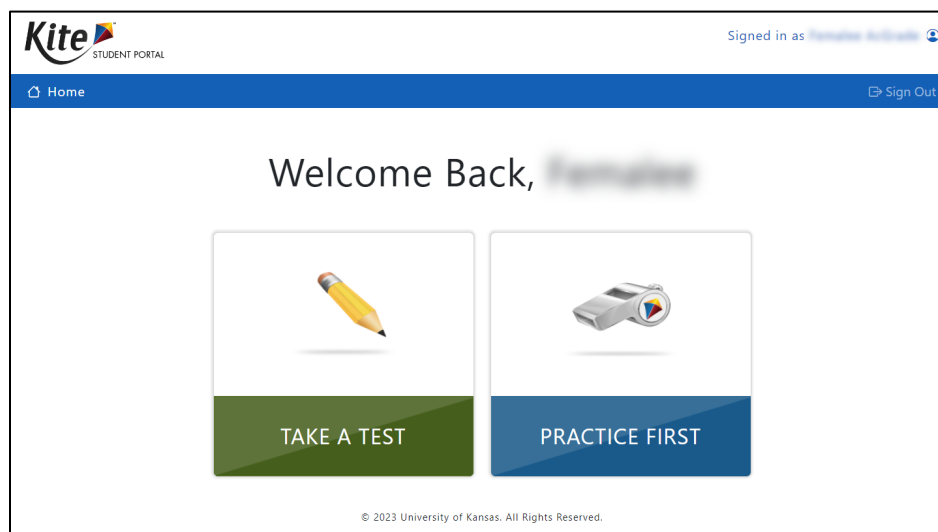 Kite™
STUDENT PORTAL
Signed in as
Home
Sign Out
Welcome Back,
TAKE A TEST
PRACTICE FIRST
© 2023 University of Kansas. All Rights Reserved.